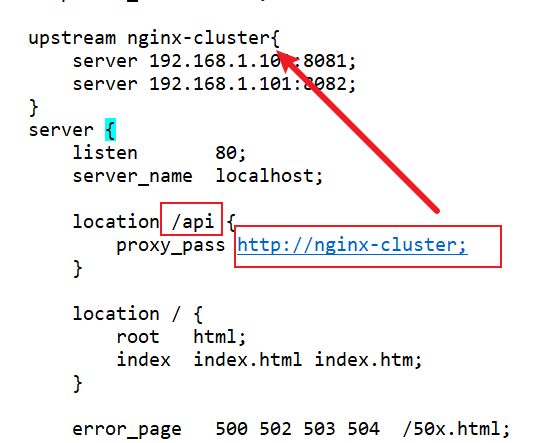 upstream nginx-cluster{
server 192.168.1.101:8081;
server 192.168.1.101:8082;
}
server {
listen 80;
server_name localhost;
location /api {
proxy_pass http://nginx-cluster;
}
location / {
root html;
index index.html index.htm;
}
error_page 500 502 503 504 /50x.html;